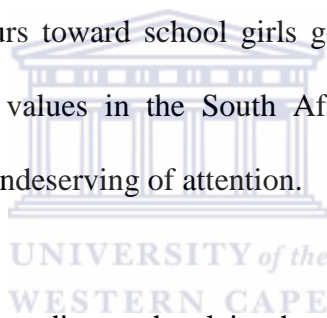 urs toward school girls g
values in the South Af
ndeserving of attention.
UNIVERSITY of the
WESTERN CAPE